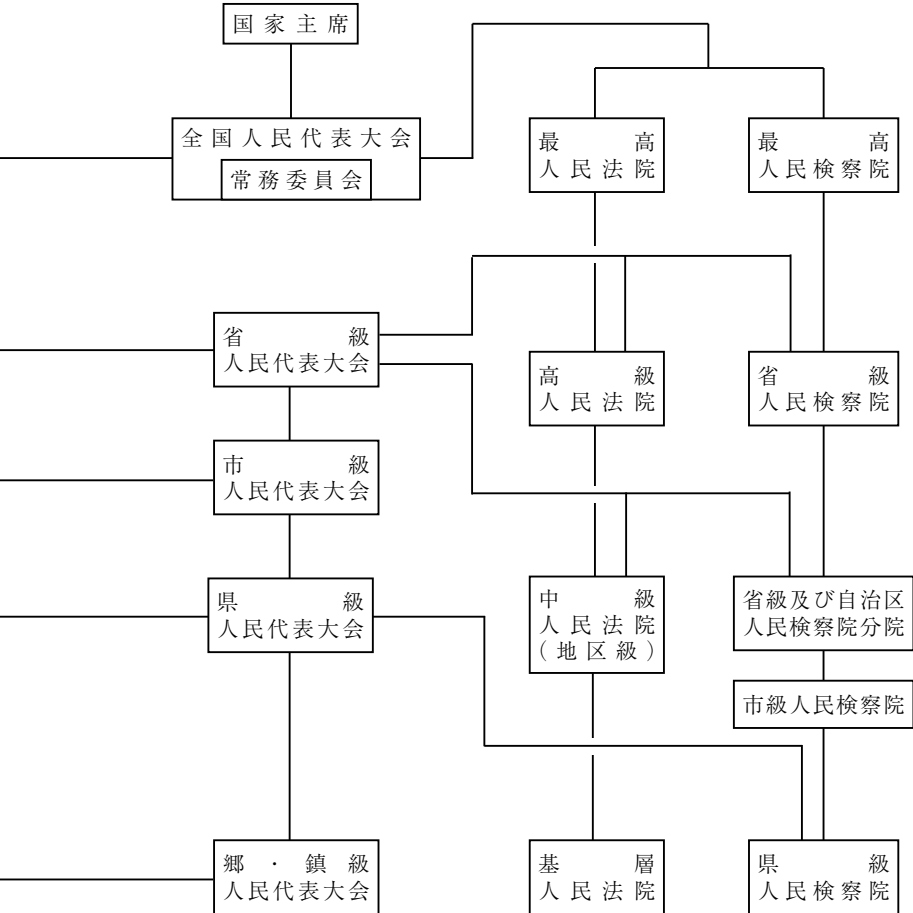 国家主席
全国人民代表大会
常務委員会
最高
人民法院
最高
人民検察院
省級
人民代表大会
高級
人民法院
省級
人民検察院
市級
人民代表大会
県級
人民代表大会
中級
人民法院
(地区級)
省級及び自治区
人民検察院分院
市級人民検察院
郷・鎮級
人民代表大会
基層
人民法院
県級
人民検察院